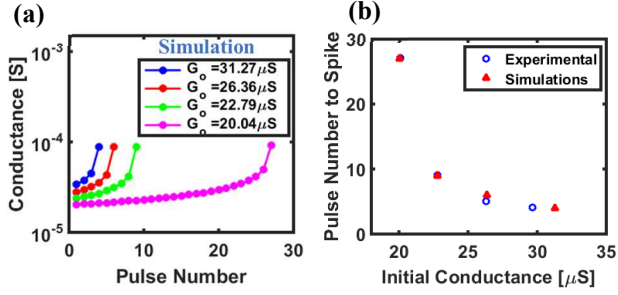 (a)
Simulation
G_o =31.27μS
G_o =26.36μS
G_o =22.79μS
G_o =20.04μS
Conductance [S]
10^-3
10^-4
10^-5
0
10
20
30
Pulse Number
(b)
Experimental
Simulations
Pulse Number to Spike
30
20
10
0
20
25
30
35
Initial Conductance [μS]